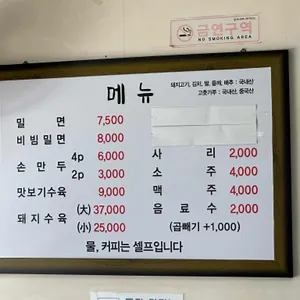 금연구역
NO SMOKING AREA
메뉴
돼지고기, 김치, 쌀, 들깨, 배추 : 국내산
고춧가루 : 국내산, 중국산
밀면 7,500
비빔밀면 8,000
손만두 4p 6,000
2p 3,000
맛보기수육 9,000
돼지수육 (大) 37,000
(小) 25,000
사리 2,000
소주 4,000
맥주 4,000
음료수 2,000
(곱빼기 +1,000)
물, 커피는 셀프입니다